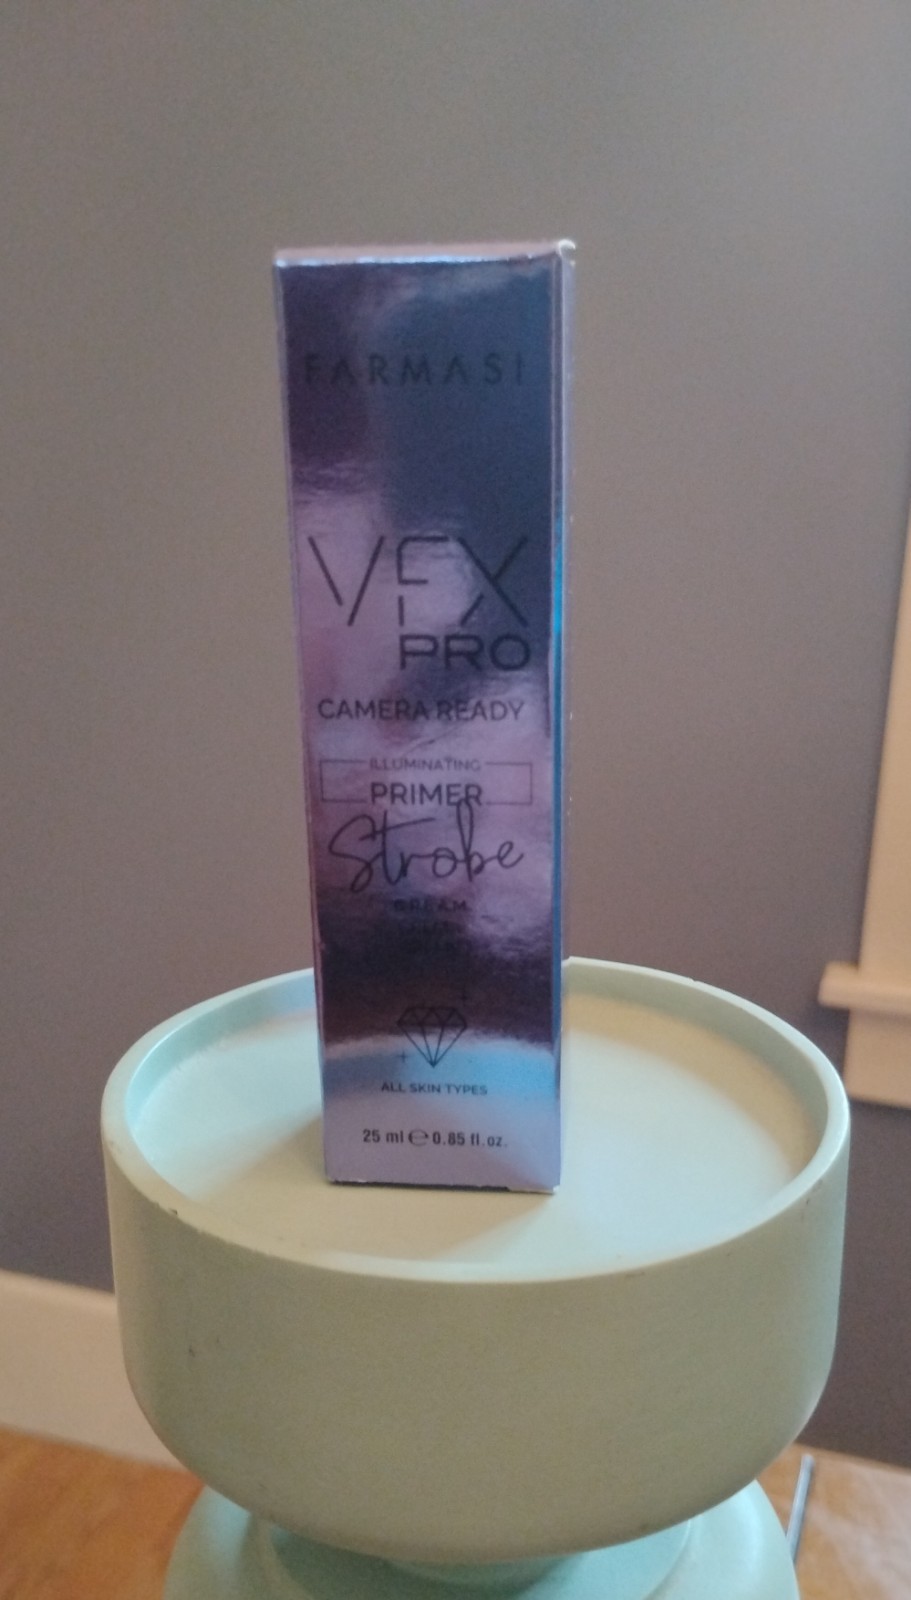 FARMASİ
VFX
PRO
CAMERA READY
ILLUMINATING
PRIMER
Strobe
CREAM
ALL SKIN TYPES
25 ml ℮ 0.85 fl.oz.